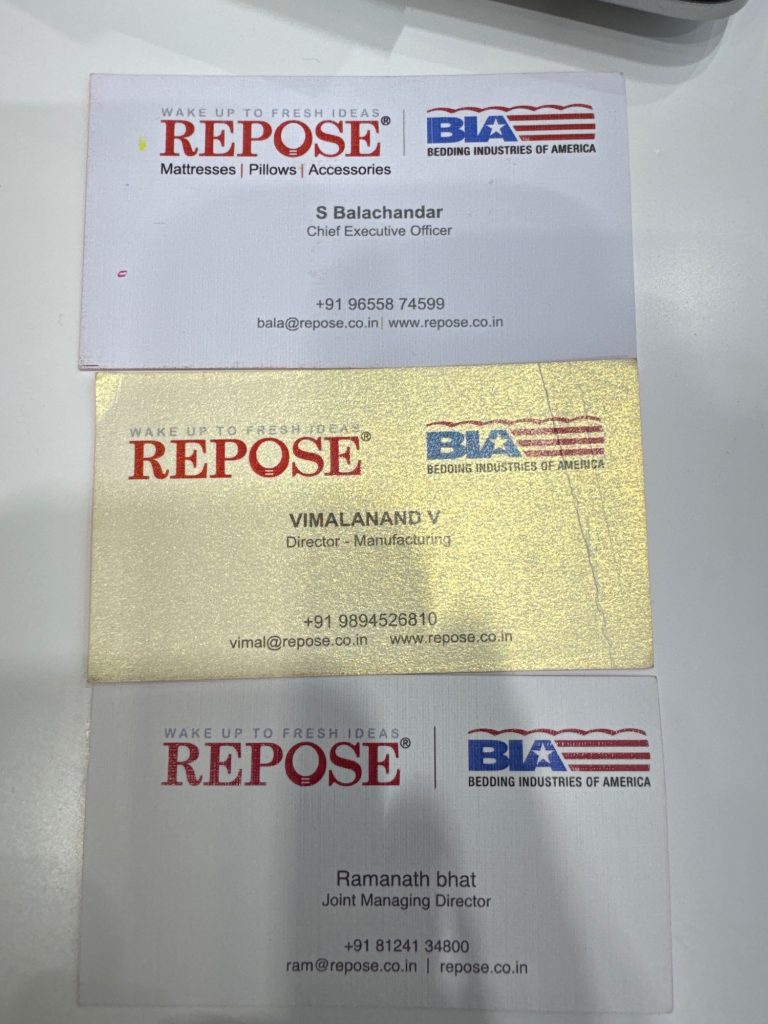 WAKE UP TO FRESH IDEAS
REPOSE®
Mattresses | Pillows | Accessories
BIA
BEDDING INDUSTRIES OF AMERICA
S Balachandar
Chief Executive Officer
+91 96558 74599
bala@repose.co.in | www.repose.co.in
WAKE UP TO FRESH IDEAS
REPOSE®
BIA
BEDDING INDUSTRIES OF AMERICA
VIMALANAND V
Director - Manufacturing
+91 9894526810
vimal@repose.co.in www.repose.co.in
WAKE UP TO FRESH IDEAS
REPOSE®
BIA
BEDDING INDUSTRIES OF AMERICA
Ramanath bhat
Joint Managing Director
+91 81241 34800
ram@repose.co.in | repose.co.in